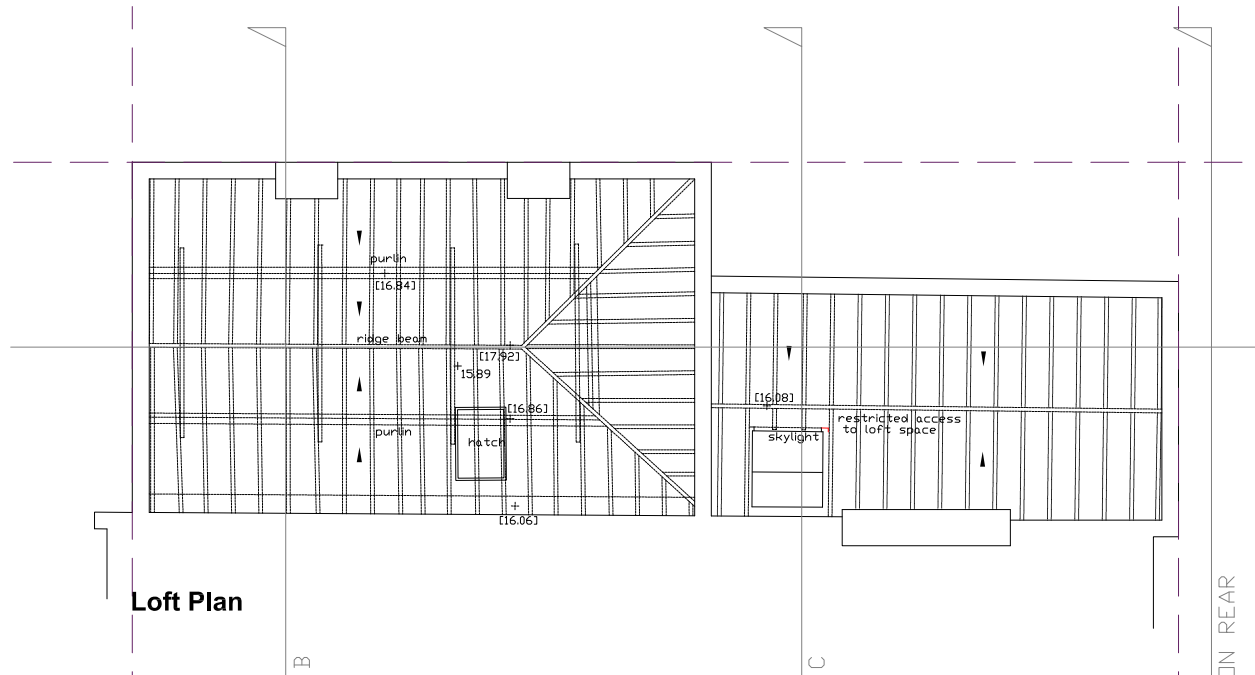 purlin
[16.84]
ridge beam
[17.92]
15.89
[16.86]
purlin
hatch
[16.06]
[16.08]
restricted access
to loft space
skylight
Loft Plan
B
C
ON REAR